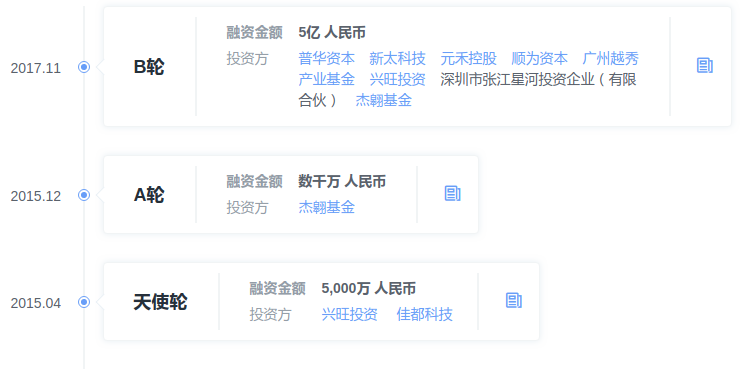 融资金额 5亿 人民币
投资方 普华资本 新太科技 元禾控股 顺为资本 广州越秀
2017.11 B轮
产业基金 兴旺投资 深圳市张江星河投资企业（有限
合伙） 杰翱基金
融资金额 数千万 人民币
2015.12 A轮
投资方 杰翱基金
融资金额 5,000万 人民币
2015.04 天使轮
投资方 兴旺投资 佳都科技